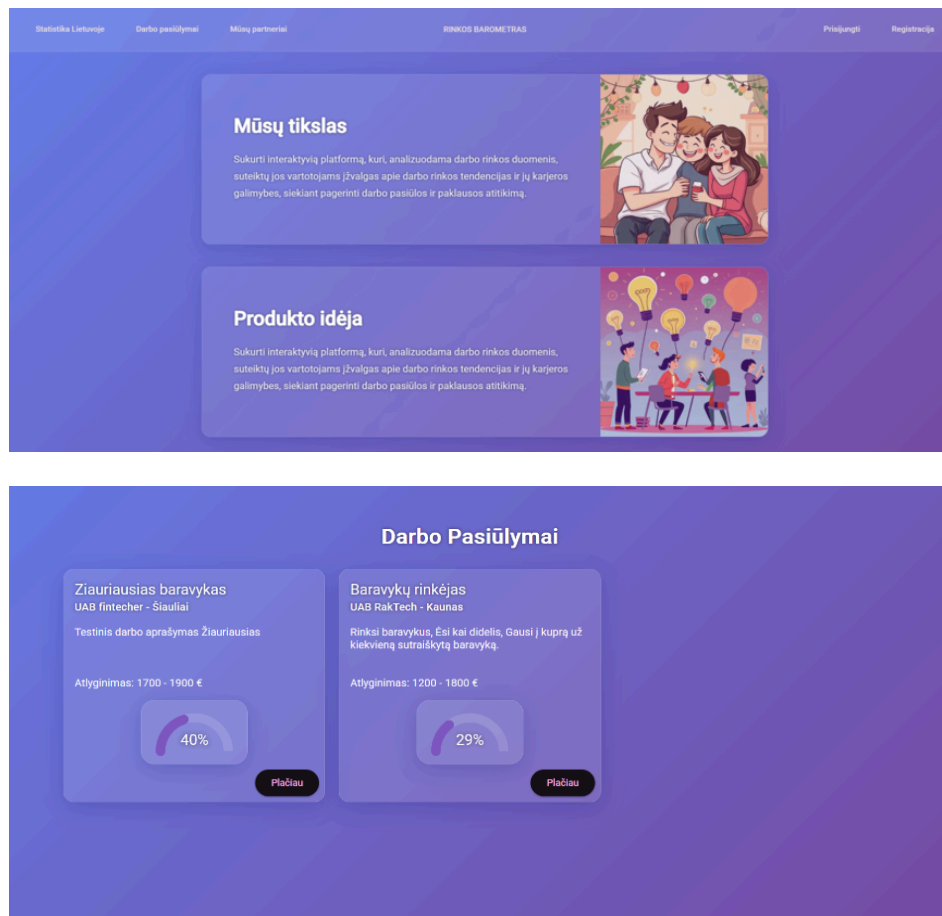 Statistika Lietuvoje Darbo pasiūlymai Mūsų partneriai RINKOS BAROMETRAS Prisijungti Registracija
Mūsų tikslas
Sukurti interaktyvią platformą, kuri, analizuodama darbo rinkos duomenis,
suteiktų jos vartotojams įžvalgas apie darbo rinkos tendencijas ir jų karjeros
galimybes, siekiant pagerinti darbo pasiūlos ir paklausos atitikimą.
Produkto idėja
Sukurti interaktyvią platformą, kuri, analizuodama darbo rinkos duomenis,
suteiktų jos vartotojams įžvalgas apie darbo rinkos tendencijas ir jų karjeros
galimybes, siekiant pagerinti darbo pasiūlos ir paklausos atitikimą.
Darbo Pasiūlymai
Ziauriausias baravykas
UAB fintecher - Šiauliai
Testinis darbo aprašymas Žiauriausias
Atlyginimas: 1700 - 1900 €
40%
Plačiau
Baravykų rinkėjas
UAB RakTech - Kaunas
Rinksi baravykus, Ėsi kai didelis, Gausi į kuprą už
kiekvieną sutraiškytą baravyką.
Atlyginimas: 1200 - 1800 €
29%
Plačiau